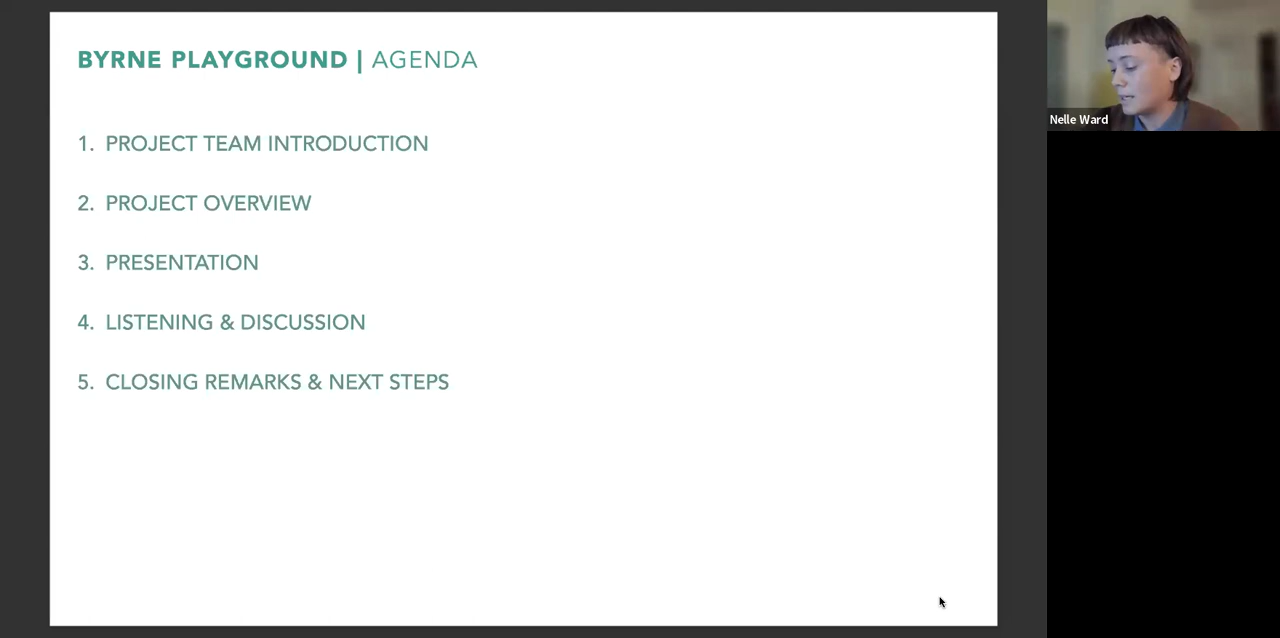 BYRNE PLAYGROUND | AGENDA
1. PROJECT TEAM INTRODUCTION
2. PROJECT OVERVIEW
3. PRESENTATION
4. LISTENING & DISCUSSION
5. CLOSING REMARKS & NEXT STEPS
Nelle Ward